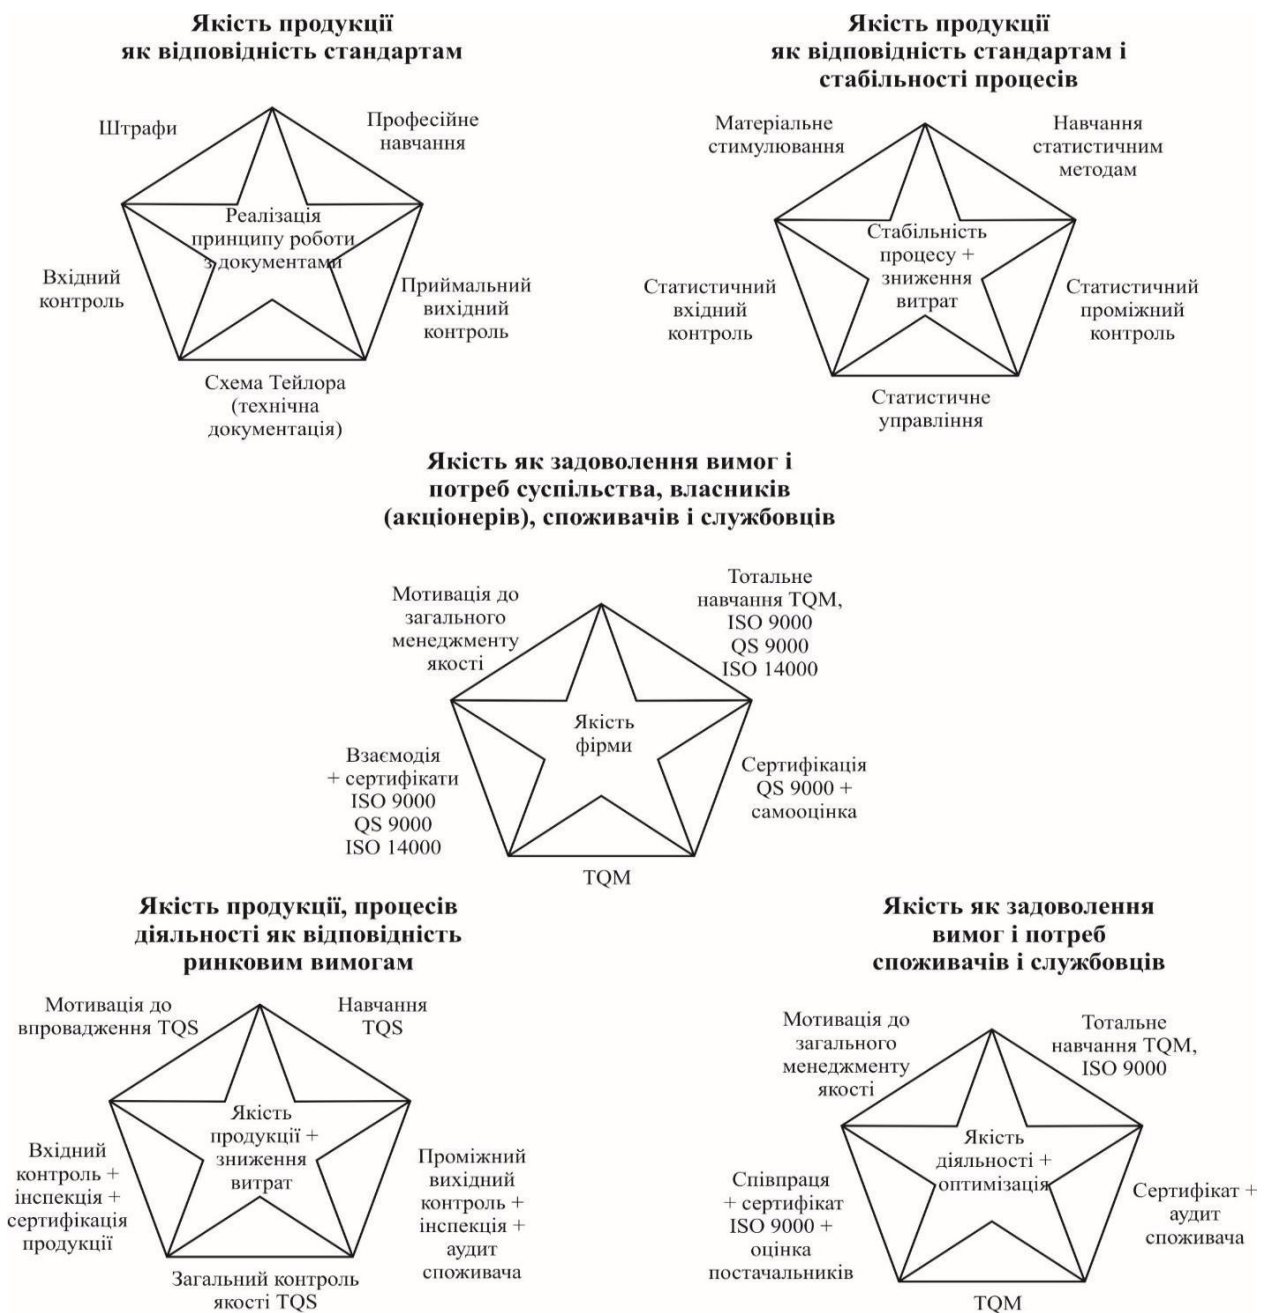 Якість продукції
як відповідність стандартам
Штрафи
Професійне
навчання
Реалізація
принципу роботи
з документами
Вхідний
контроль
Приймальний
вихідний
контроль
Схема Тейлора
(технічна
документація)
Якість продукції
як відповідність стандартам і
стабільності процесів
Матеріальне
стимулювання
Навчання
статистичним
методам
Стабільність
процесу +
зниження
витрат
Статистичний
вхідний
контроль
Статистичний
проміжний
контроль
Статистичне
управління
Якість як задоволення вимог і
потреб суспільства, власників
(акціонерів), споживачів і службовців
Мотивація до
загального
менеджменту
якості
Тотальне
навчання TQM,
ISO 9000
QS 9000
ISO 14000
Якість
фірми
Взаємодія
+ сертифікати
ISO 9000
QS 9000
ISO 14000
Сертифікація
QS 9000 +
самооцінка
TQM
Якість продукції, процесів
діяльності як відповідність
ринковим вимогам
Мотивація до
впровадження TQS
Навчання
TQS
Якість
продукції +
зниження
витрат
Вхідний
контроль +
інспекція +
сертифікація
продукції
Проміжний
вихідний
контроль +
інспекція +
аудит
споживача
Загальний контроль
якості TQS
Якість як задоволення
вимог і потреб
споживачів і службовців
Мотивація до
загального
менеджменту
якості
Тотальне
навчання TQM,
ISO 9000
Якість
діяльності +
оптимізація
Співпраця
+ сертифікат
ISO 9000 +
оцінка
постачальників
Сертифікат +
аудит
споживача
TQM